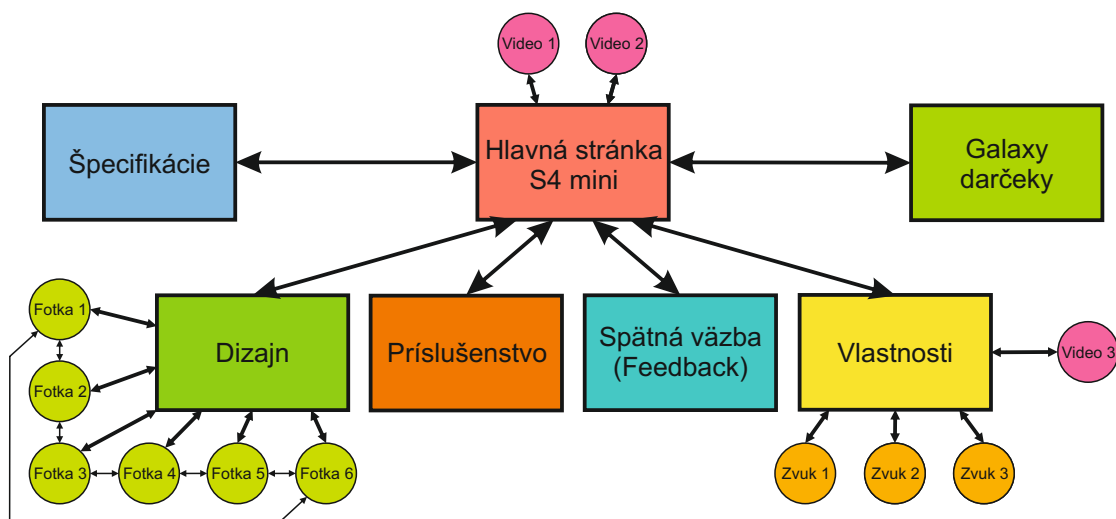 Video 1
Video 2
Špecifikácie
Hlavná stránka
S4 mini
Galaxy
darčeky
Fotka 1
Dizajn
Príslušenstvo
Spätná väzba
(Feedback)
Vlastnosti
Video 3
Fotka 2
Fotka 3
Fotka 4
Fotka 5
Fotka 6
Zvuk 1
Zvuk 2
Zvuk 3